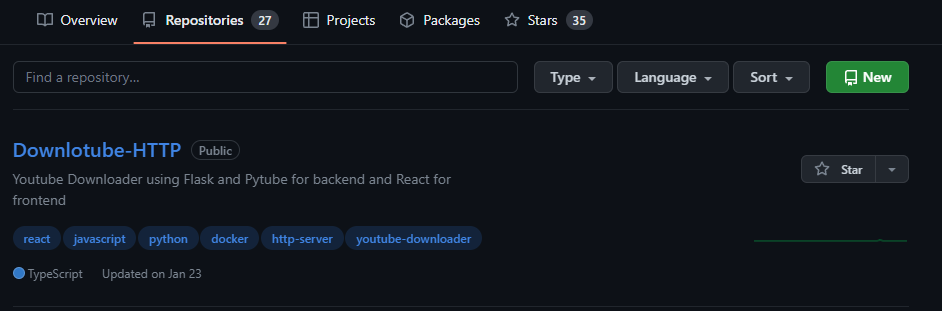 Overview Repositories 27 Projects Packages Stars 35
Find a repository... Type Language Sort New
Downlotube-HTTP Public
Star
Youtube Downloader using Flask and Pytube for backend and React for
frontend
react javascript python docker http-server youtube-downloader
TypeScript Updated on Jan 23